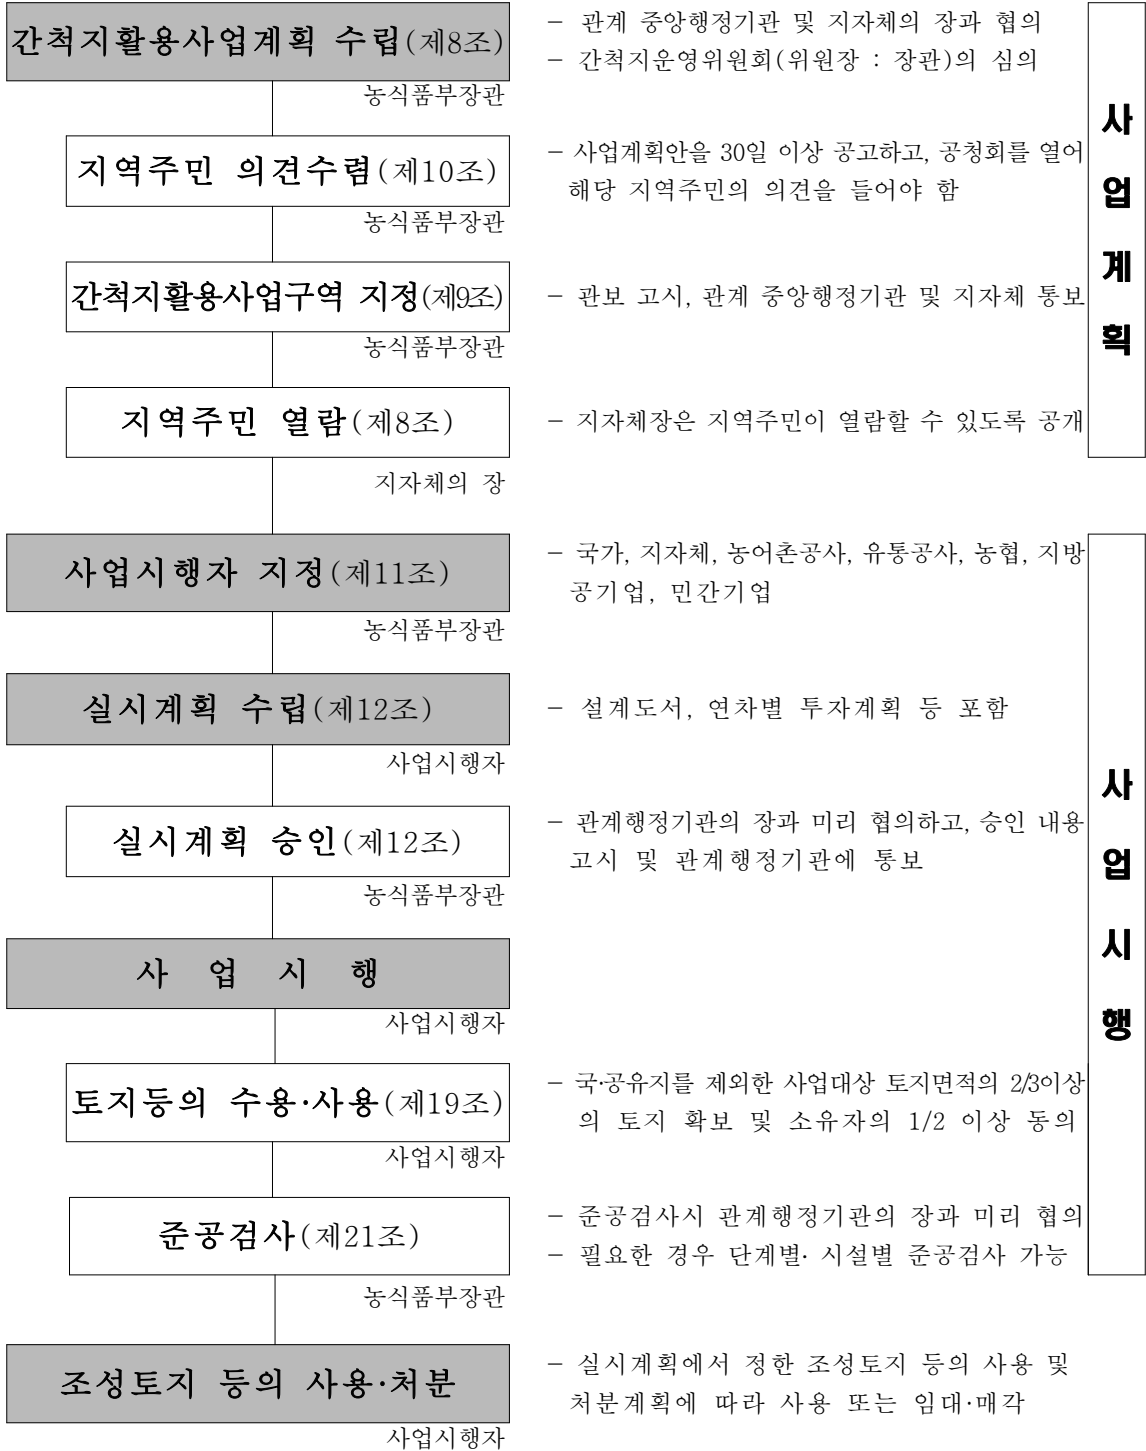 간척지활용사업계획 수립(제8조)
- 관계 중앙행정기관 및 지자체의 장과 협의
- 간척지운영위원회(위원장 : 장관)의 심의
농식품부장관
지역주민 의견수렴(제10조)
- 사업계획안을 30일 이상 공고하고, 공청회를 열어
해당 지역주민의 의견을 들어야 함
농식품부장관
간척지활용사업구역 지정(제9조)
- 관보 고시, 관계 중앙행정기관 및 지자체 통보
농식품부장관
지역주민 열람(제8조)
- 지자체장은 지역주민이 열람할 수 있도록 공개
지자체의 장
사업계획
사업시행자 지정(제11조)
- 국가, 지자체, 농어촌공사, 유통공사, 농협, 지방
공기업, 민간기업
농식품부장관
실시계획 수립(제12조)
- 설계도서, 연차별 투자계획 등 포함
사업시행자
실시계획 승인(제12조)
- 관계행정기관의 장과 미리 협의하고, 승인 내용
고시 및 관계행정기관에 통보
농식품부장관
사 업 시 행
사업시행자
토지등의 수용·사용(제19조)
- 국·공유지를 제외한 사업대상 토지면적의 2/3이상
의 토지 확보 및 소유자의 1/2 이상 동의
사업시행자
준공검사(제21조)
- 준공검사시 관계행정기관의 장과 미리 협의
- 필요한 경우 단계별· 시설별 준공검사 가능
농식품부장관
사업시행
조성토지 등의 사용·처분
- 실시계획에서 정한 조성토지 등의 사용 및
처분계획에 따라 사용 또는 임대·매각
사업시행자